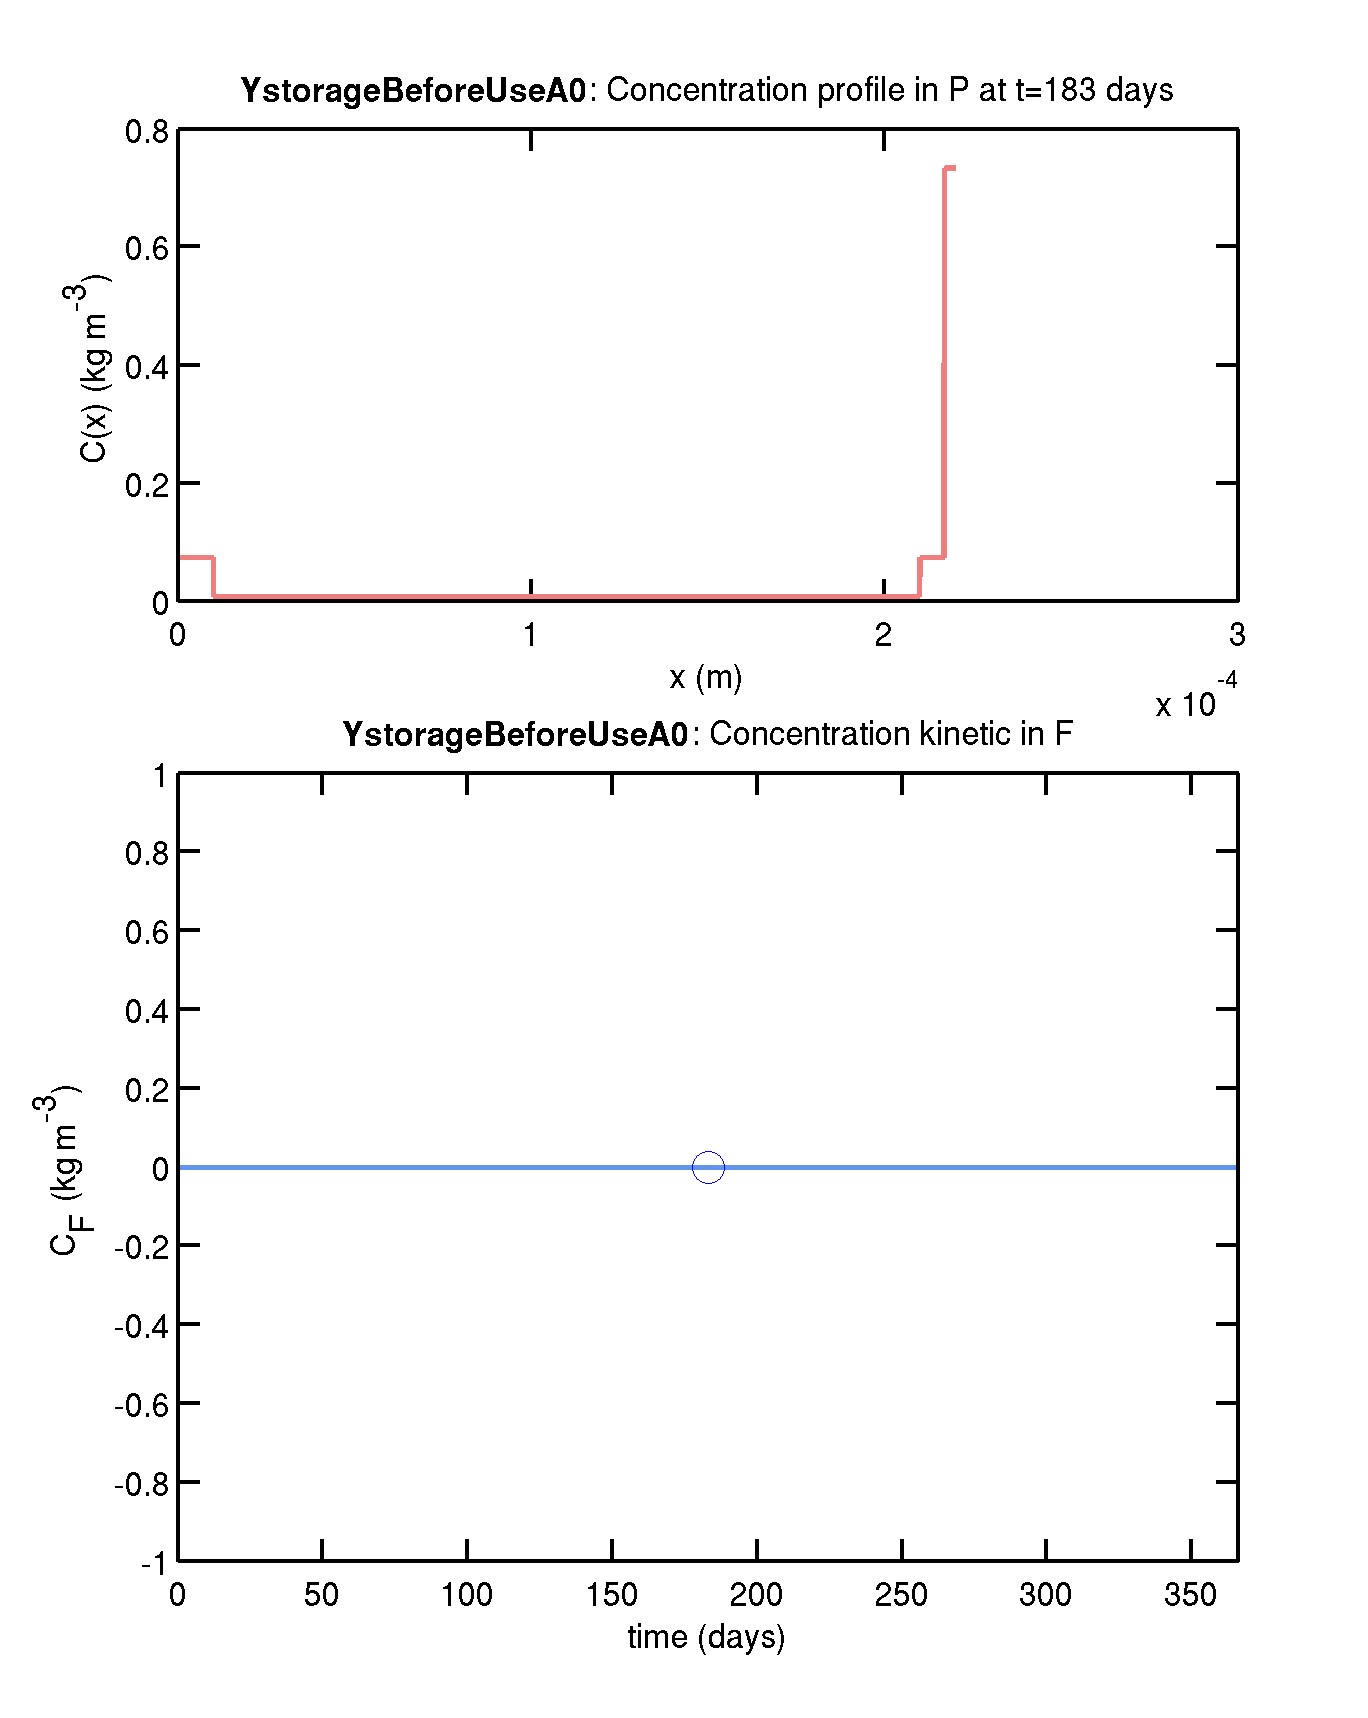 YstorageBeforeUseA0: Concentration profile in P at t=183 days
0.8
0.6
0.4
0.2
0
C(x) (kg m-3)
0 1 2 3
x (m)
x 10-4
YstorageBeforeUseA0: Concentration kinetic in F
1
0.8
0.6
0.4
0.2
0
-0.2
-0.4
-0.6
-0.8
-1
CF (kg m-3)
0 50 100 150 200 250 300 350
time (days)